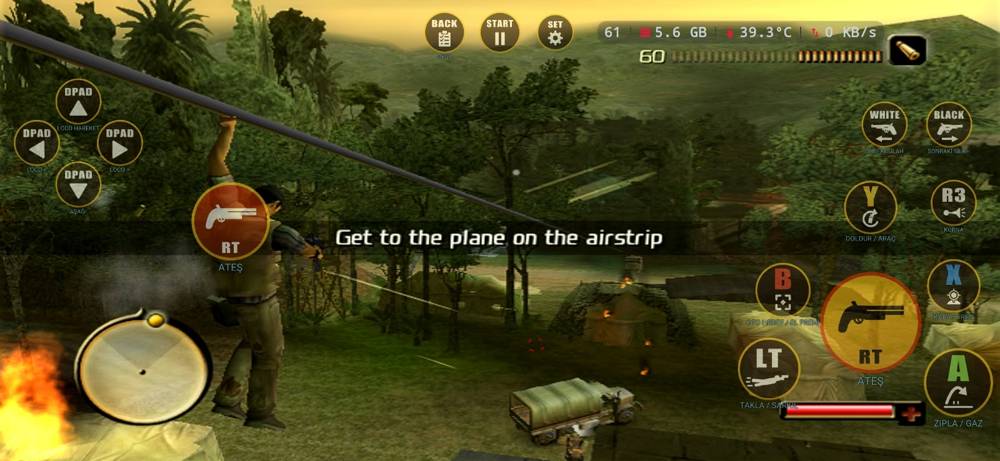 BACK
START
SET
61 5.6 GB 39.3°C 0 KB/s
60
DPAD
DPAD
DPAD
DPAD
WHITE
BLACK
Y
DOLDUR / ARAÇ
R3
KORNA
RT
ATEŞ
Get to the plane on the airstrip
B
X
RT
ATEŞ
LT
A
ZIPLA / GAZ